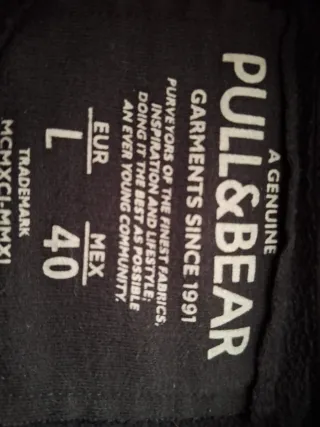 A GENUINE
PULL&BEAR
GARMENTS SINCE 1991
PURVEYORS OF THE FINEST FABRICS,
INSPIRATION AND LIFESTYLE;
DOING IT THE BEST AS POSSIBLE
AN EVER YOUNG COMMUNITY,
EUR MEX
L 40
TRADEMARK
MCMXCI-MMXI